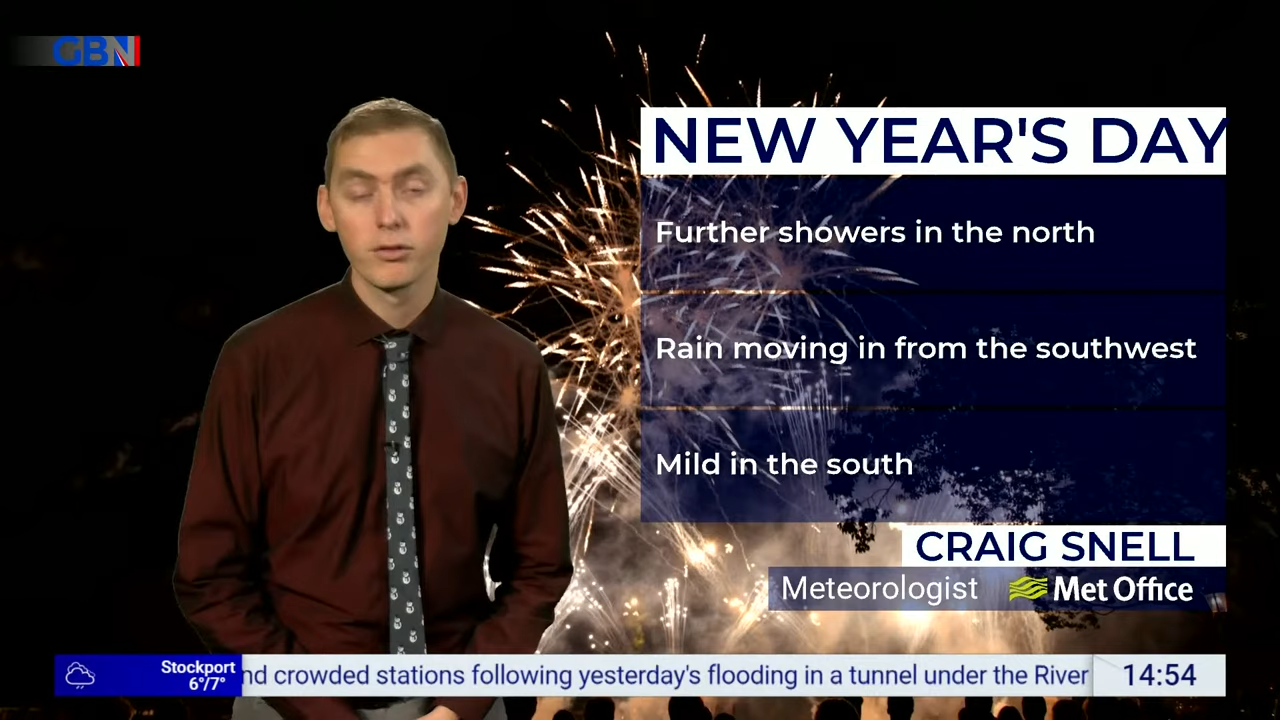 GBN
NEW YEAR'S DAY
Further showers in the north
Rain moving in from the southwest
Mild in the south
CRAIG SNELL
Meteorologist Met Office
Stockport
6°/7°
nd crowded stations following yesterday's flooding in a tunnel under the River
14:54